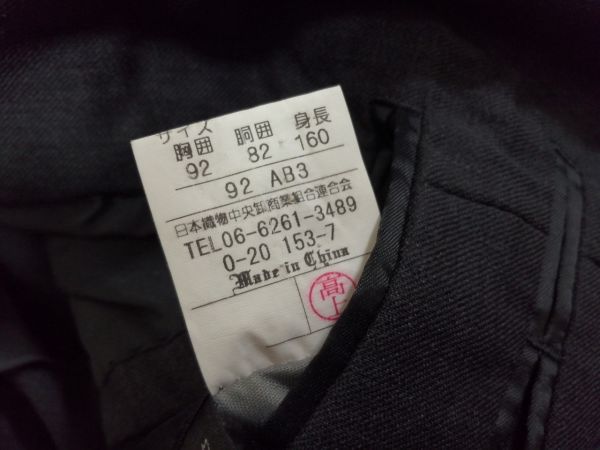 サイズ
胸囲 胴囲 身長
92 82 160
92 AB3
日本織物中央卸商業組合連合会
TEL06-6261-3489
0-20 153-7
Made in China
高上